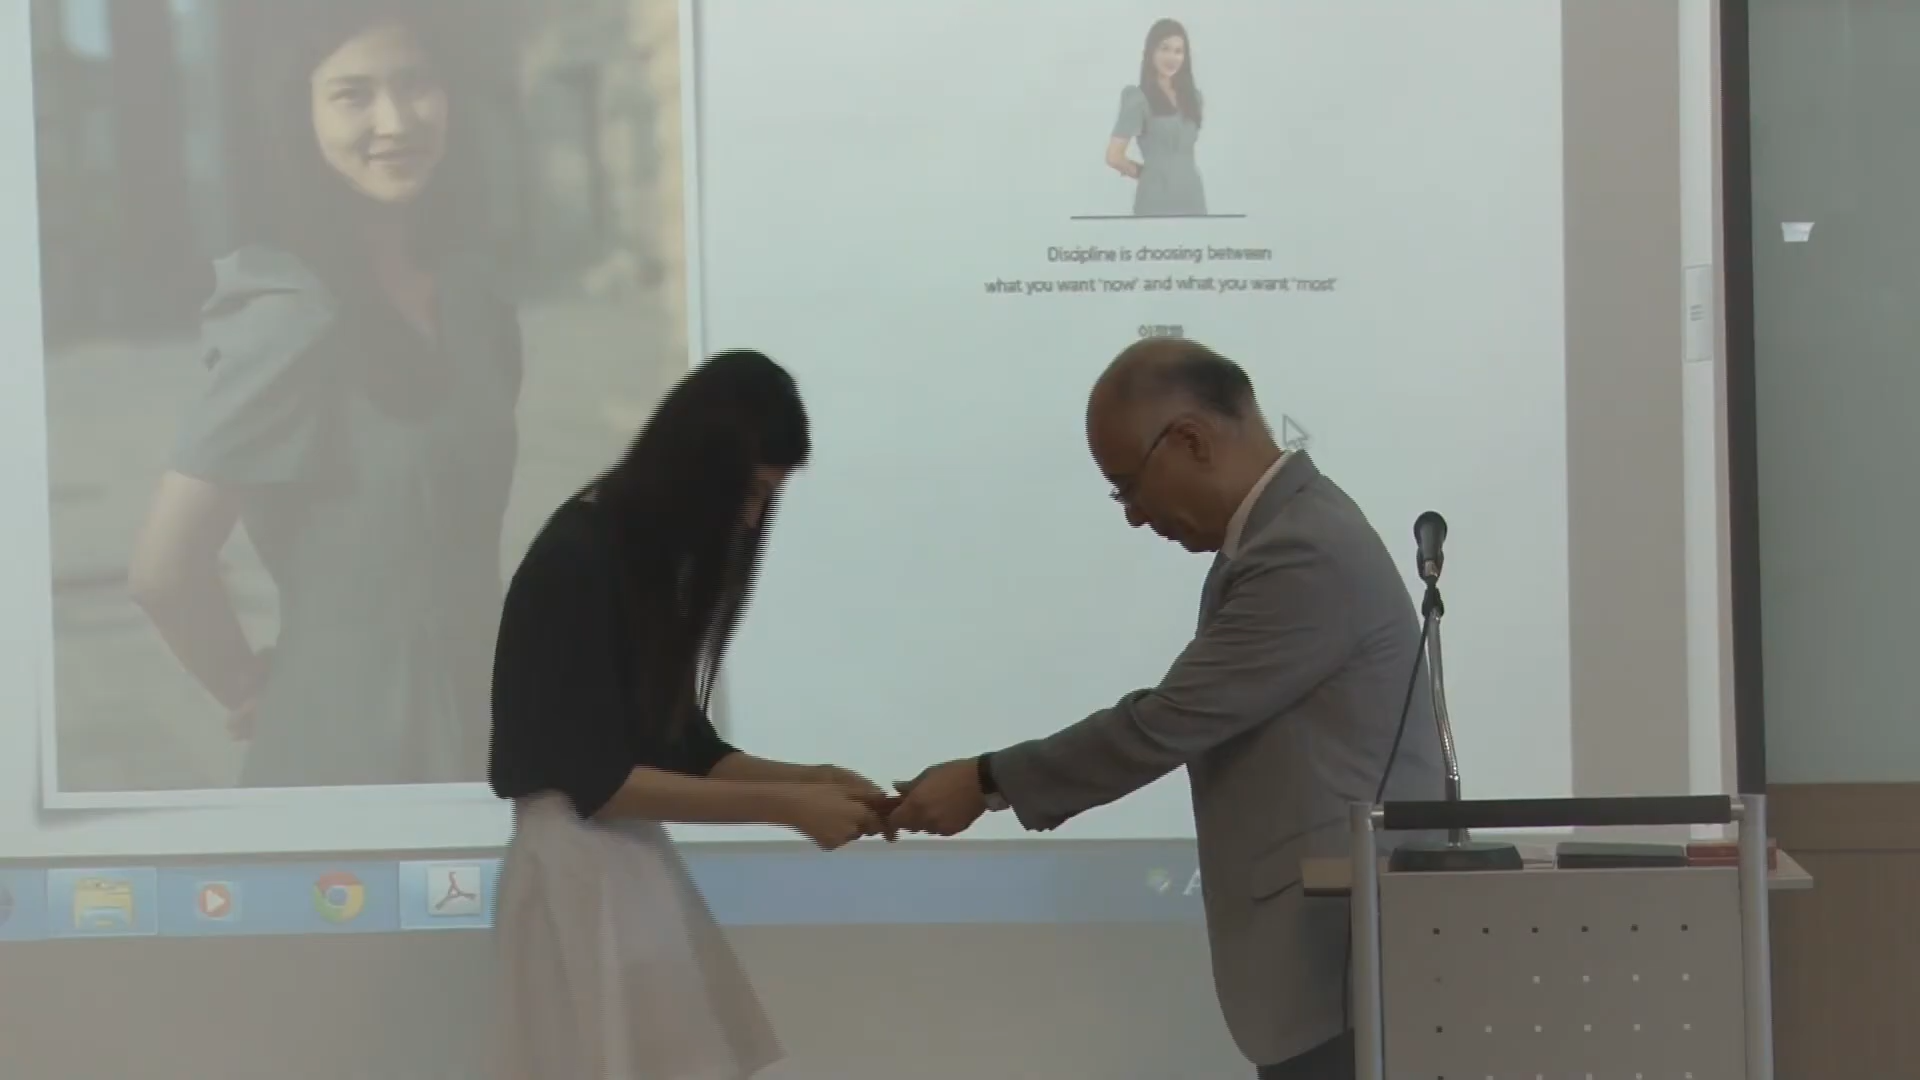 Discipline is choosing between
what you want 'now' and what you want 'most'